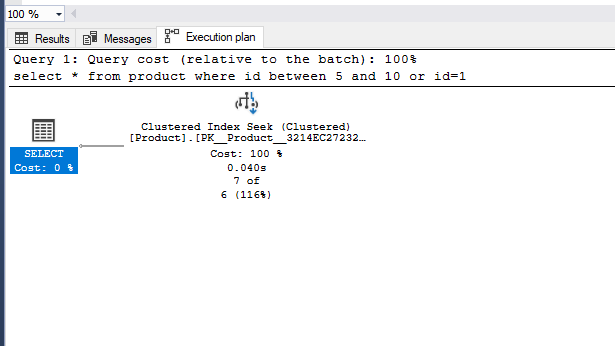 100 %
Results Messages Execution plan
Query 1: Query cost (relative to the batch): 100%
select * from product where id between 5 and 10 or id=1
Clustered Index Seek (Clustered)
[Product].[PK__Product__3214EC27232…
SELECT
Cost: 0 %
Cost: 100 %
0.040s
7 of
6 (116%)